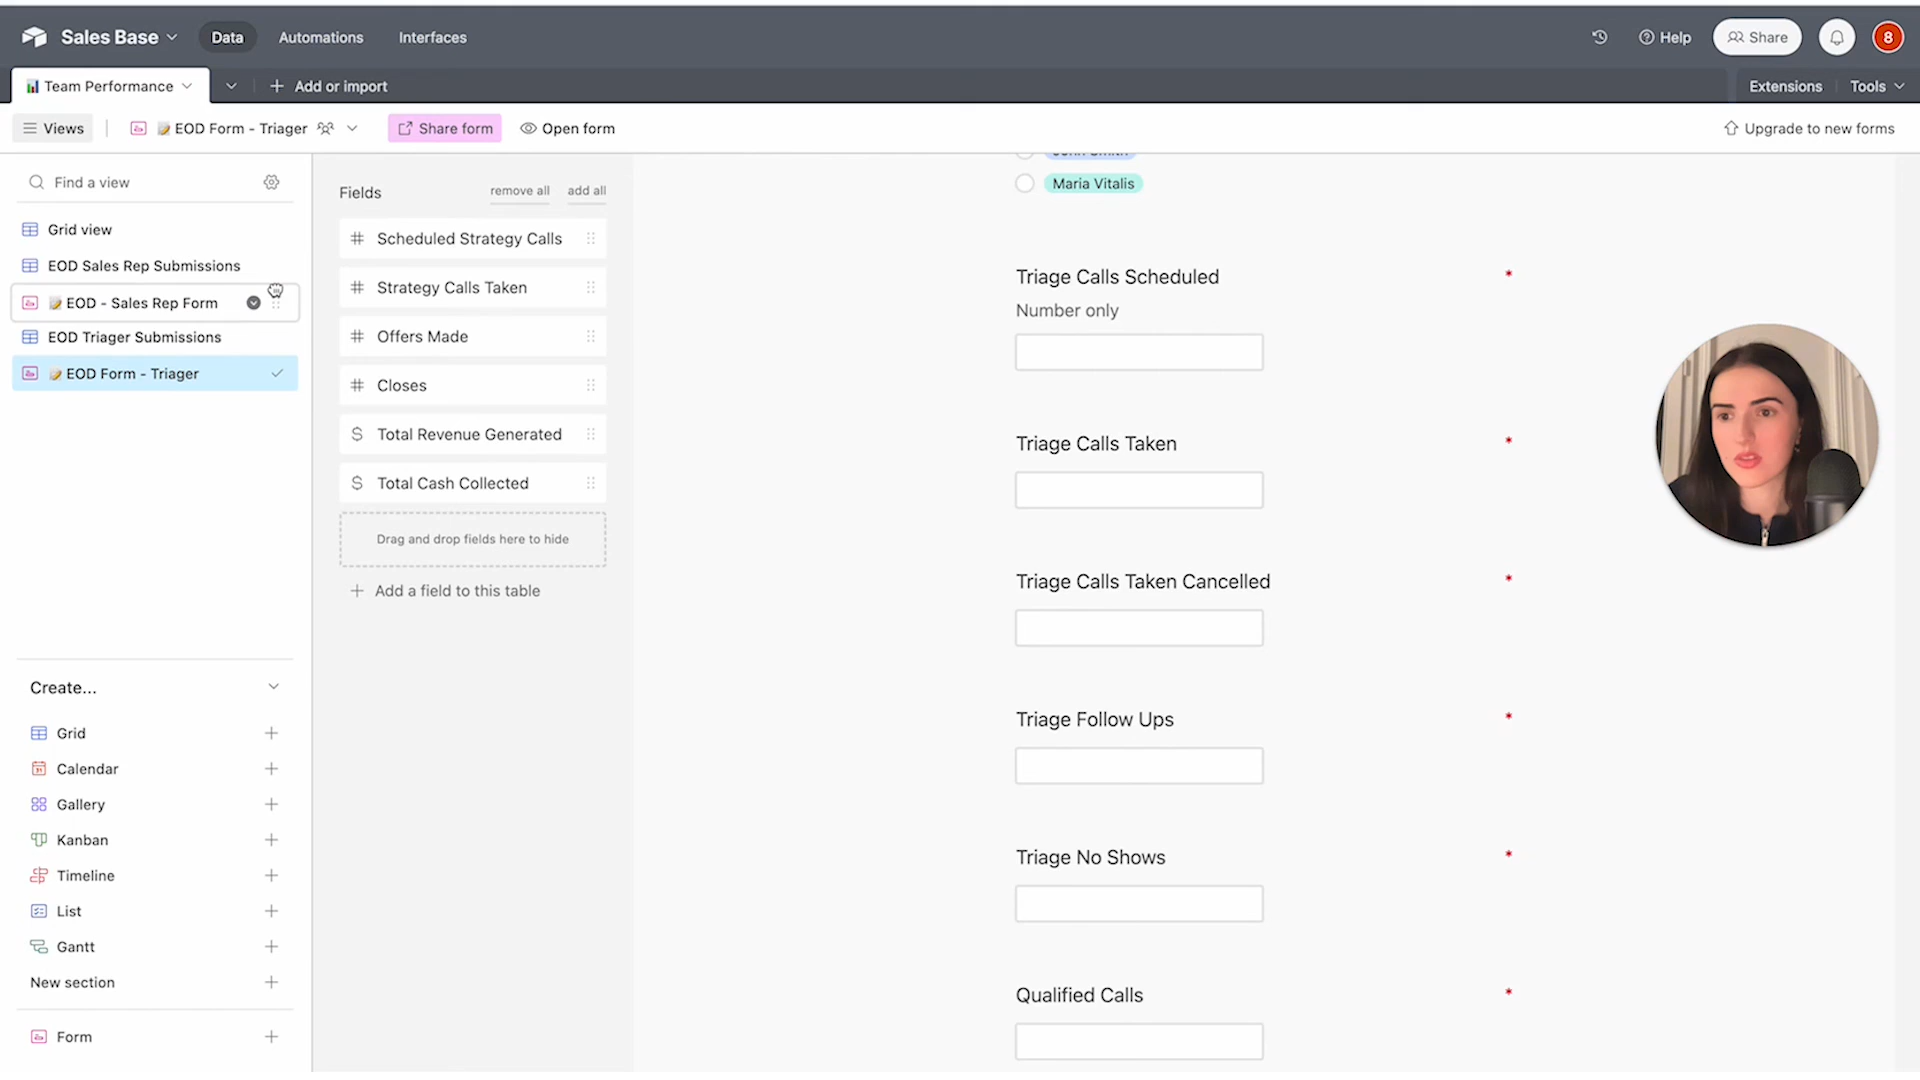 Sales Base
Data
Automations
Interfaces
Help
Share
8
Team Performance
Add or import
Extensions
Tools
Views
EOD Form - Triager
Share form
Open form
Upgrade to new forms
Find a view
Grid view
EOD Sales Rep Submissions
EOD - Sales Rep Form
EOD Triager Submissions
EOD Form - Triager
Create...
Grid
Calendar
Gallery
Kanban
Timeline
List
Gantt
New section
Form
Fields
remove all
add all
Scheduled Strategy Calls
Strategy Calls Taken
Offers Made
Closes
Total Revenue Generated
Total Cash Collected
Drag and drop fields here to hide
Add a field to this table
John Smith
Maria Vitalis
Triage Calls Scheduled *
Number only
Triage Calls Taken *
Triage Calls Taken Cancelled *
Triage Follow Ups *
Triage No Shows *
Qualified Calls *